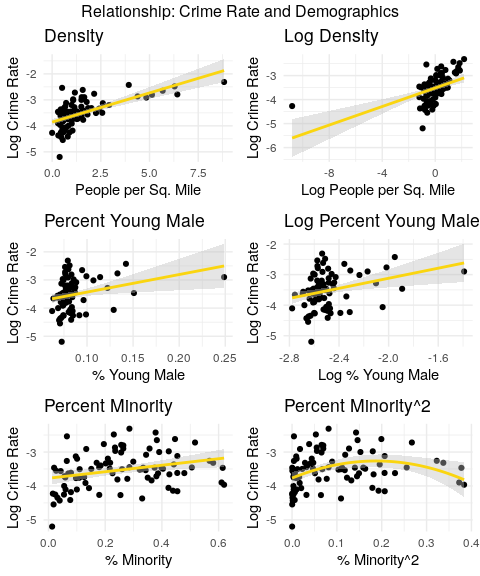 Relationship: Crime Rate and Demographics
Density
Log Crime Rate
-2
-3
-4
-5
0.0 2.5 5.0 7.5
People per Sq. Mile
Log Density
Log Crime Rate
-3
-4
-5
-6
-8 -4 0
Log People per Sq. Mile
Percent Young Male
Log Crime Rate
-2
-3
-4
-5
0.10 0.15 0.20 0.25
% Young Male
Log Percent Young Male
Log Crime Rate
-2
-3
-4
-5
-2.8 -2.4 -2.0 -1.6
Log % Young Male
Percent Minority
Log Crime Rate
-3
-4
-5
0.0 0.2 0.4 0.6
% Minority
Percent Minority^2
Log Crime Rate
-3
-4
-5
0.0 0.1 0.2 0.3 0.4
% Minority^2